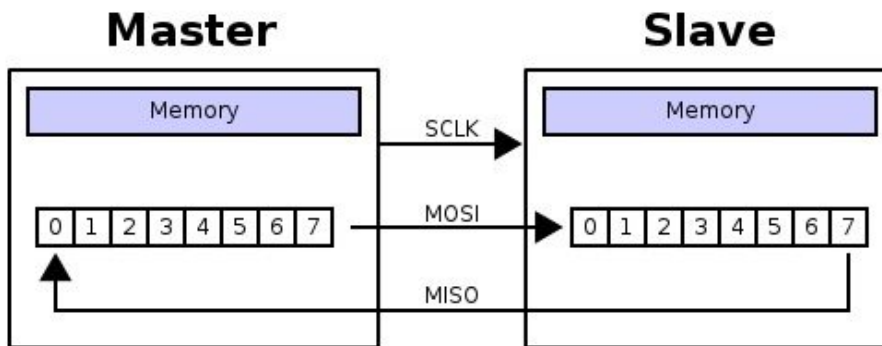 Master Slave
Memory Memory
SCLK
0 1 2 3 4 5 6 7 MOSI 0 1 2 3 4 5 6 7
MISO